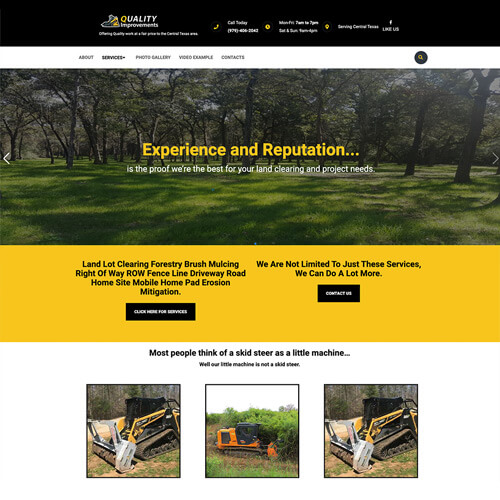 QUALITY
Improvements
Offering Quality work at a fair price to the Central Texas area.
Call Today
(979)-406-2042
Mon-Fri: 7am to 7pm
Sat & Sun: 9am-4pm
Serving Central Texas
LIKE US
ABOUT SERVICES+ PHOTO GALLERY VIDEO EXAMPLE CONTACTS
Experience and Reputation...
is the proof we're the best for your land clearing and project needs.
Land Lot Clearing Forestry Brush Mulcing
Right Of Way ROW Fence Line Driveway Road
Home Site Mobile Home Pad Erosion
Mitigation.
CLICK HERE FOR SERVICES
We Are Not Limited To Just These Services,
We Can Do A Lot More.
CONTACT US
Most people think of a skid steer as a little machine...
Well our little machine is not a skid steer.